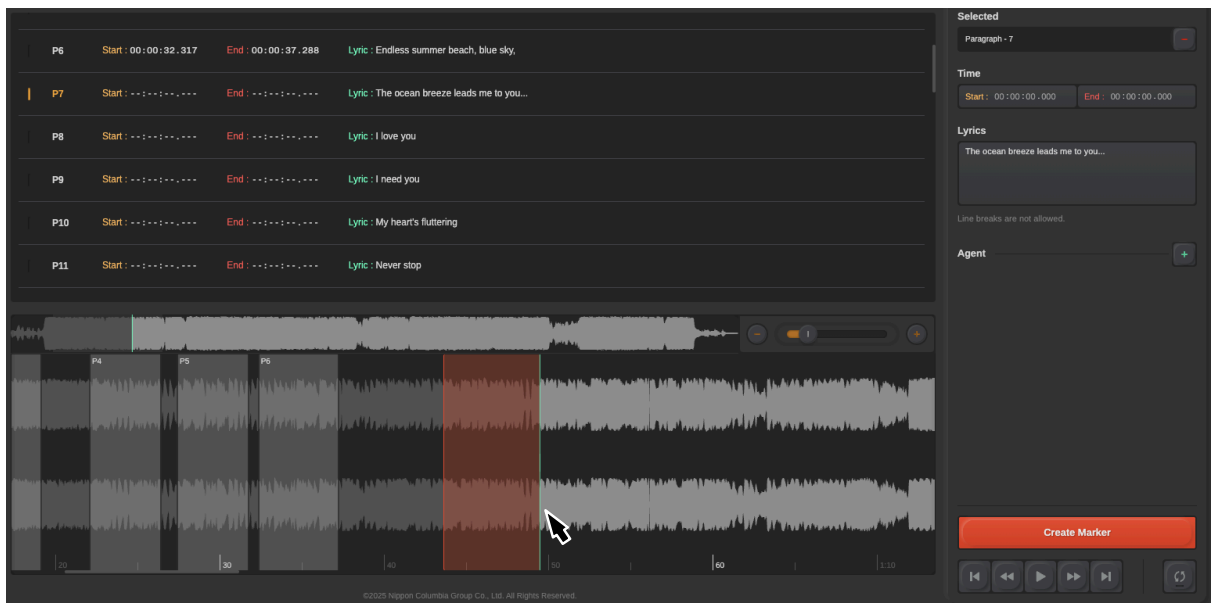 P6 Start : 00:00:32.317 End : 00:00:37.288 Lyric : Endless summer beach, blue sky,
P7 Start : --:--:--.--- End : --:--:--.--- Lyric : The ocean breeze leads me to you...
P8 Start : --:--:--.--- End : --:--:--.--- Lyric : I love you
P9 Start : --:--:--.--- End : --:--:--.--- Lyric : I need you
P10 Start : --:--:--.--- End : --:--:--.--- Lyric : My heart's fluttering
P11 Start : --:--:--.--- End : --:--:--.--- Lyric : Never stop
P4 P5 P6
20 30 40 50 60 1:10
©2025 Nippon Columbia Group Co., Ltd. All Rights Reserved.
Selected
Paragraph - 7
Time
Start : 00:00:00.000 End : 00:00:00.000
Lyrics
The ocean breeze leads me to you...
Line breaks are not allowed.
Agent
Create Marker